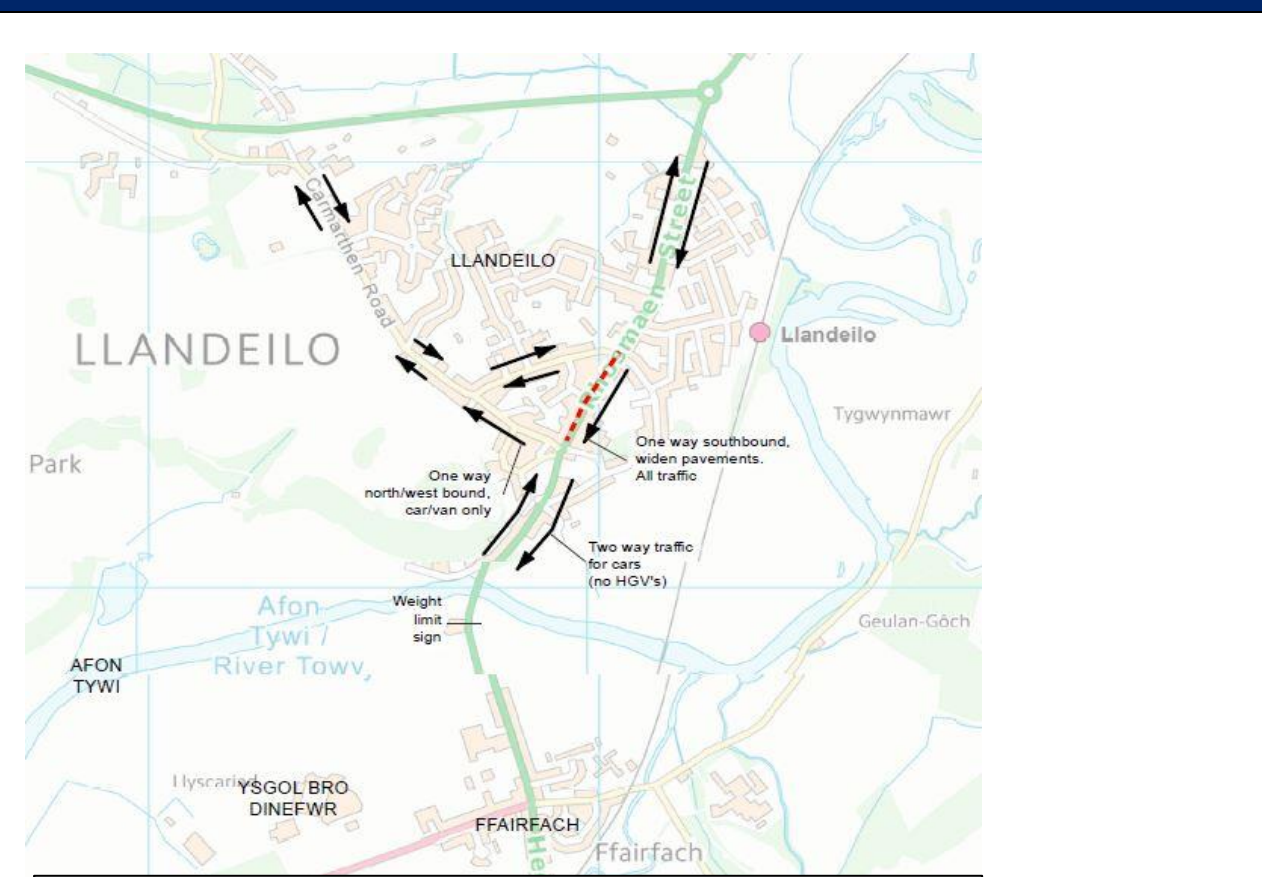 Carmarthen Road
LLANDEILO
Rhosmaen Street
LLANDEILO
Llandeilo
Tygwynmawr
Park
One way southbound,
widen pavements.
All traffic
One way
north/west bound,
car/van only
Two way traffic
for cars
(no HGV's)
Weight
limit
sign
Afon
Tywi /
River Towy,
Geulan-Gôch
AFON
TYWI
YSGOL BRO
DINEFWR
FFAIRFACH
Ffairfach
He